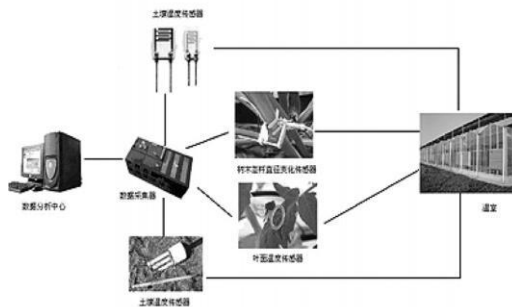 土壤温度传感器
树木茎杆直径变化传感器
数据分析中心
数据采集器
温室
叶面温度传感器
土壤温度传感器